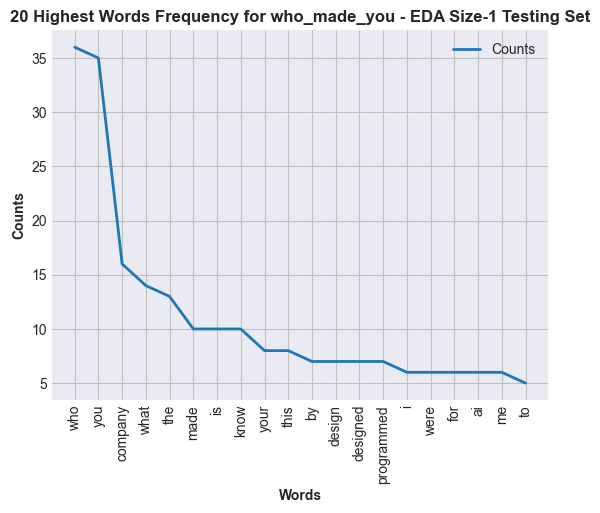 20 Highest Words Frequency for who_made_you - EDA Size-1 Testing Set
Counts
Counts
35
30
25
20
15
10
5
who
you
company
what
the
made
is
know
your
this
by
design
designed
programmed
i
were
for
ai
me
to
Words